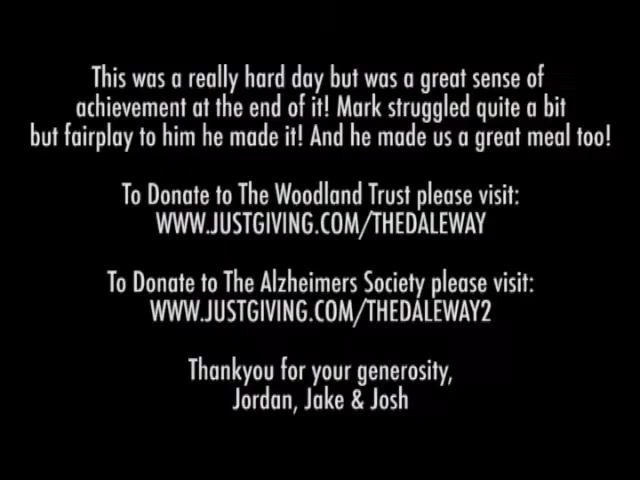 This was a really hard day but was a great sense of
achievement at the end of it! Mark struggled quite a bit
but fairplay to him he made it! And he made us a great meal too!
To Donate to The Woodland Trust please visit:
WWW.JUSTGIVING.COM/THEDALEWAY
To Donate to The Alzheimers Society please visit:
WWW.JUSTGIVING.COM/THEDALEWAY2
Thankyou for your generosity,
Jordan, Jake & Josh